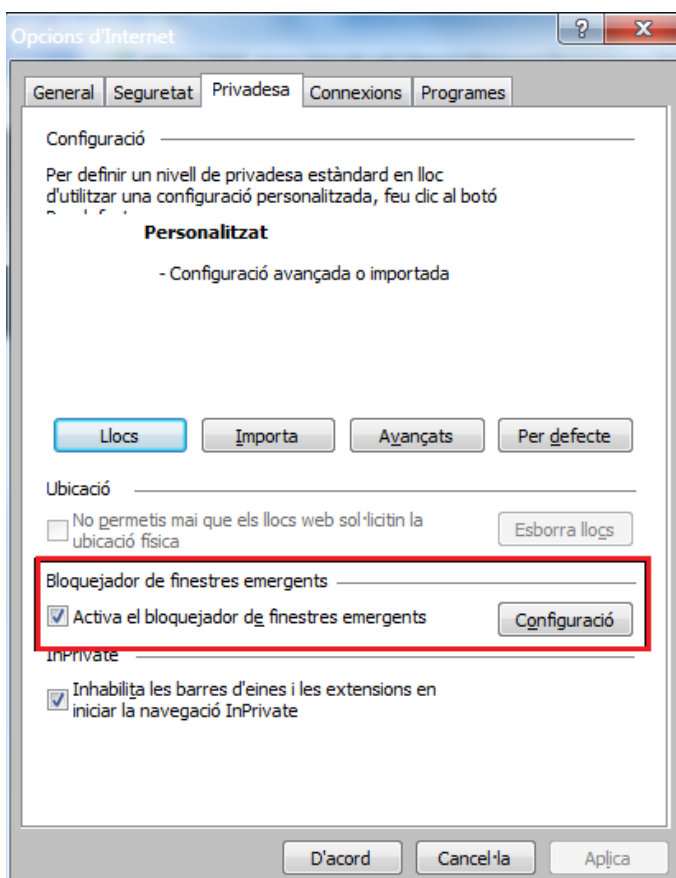 Opcions d'Internet
General Seguretat Privadesa Connexions Programes
Configuració
Per definir un nivell de privadesa estàndard en lloc
d'utilitzar una configuració personalitzada, feu clic al botó
Personalitzat
- Configuració avançada o importada
Llocs Importa Avançats Per defecte
Ubicació
No permetis mai que els llocs web sol·licitin la
ubicació física
Esborra llocs
Bloquejador de finestres emergents
Activa el bloquejador de finestres emergents Configuració
InPrivate
Inhabilita les barres d'eines i les extensions en
iniciar la navegació InPrivate
D'acord Cancel·la Aplica